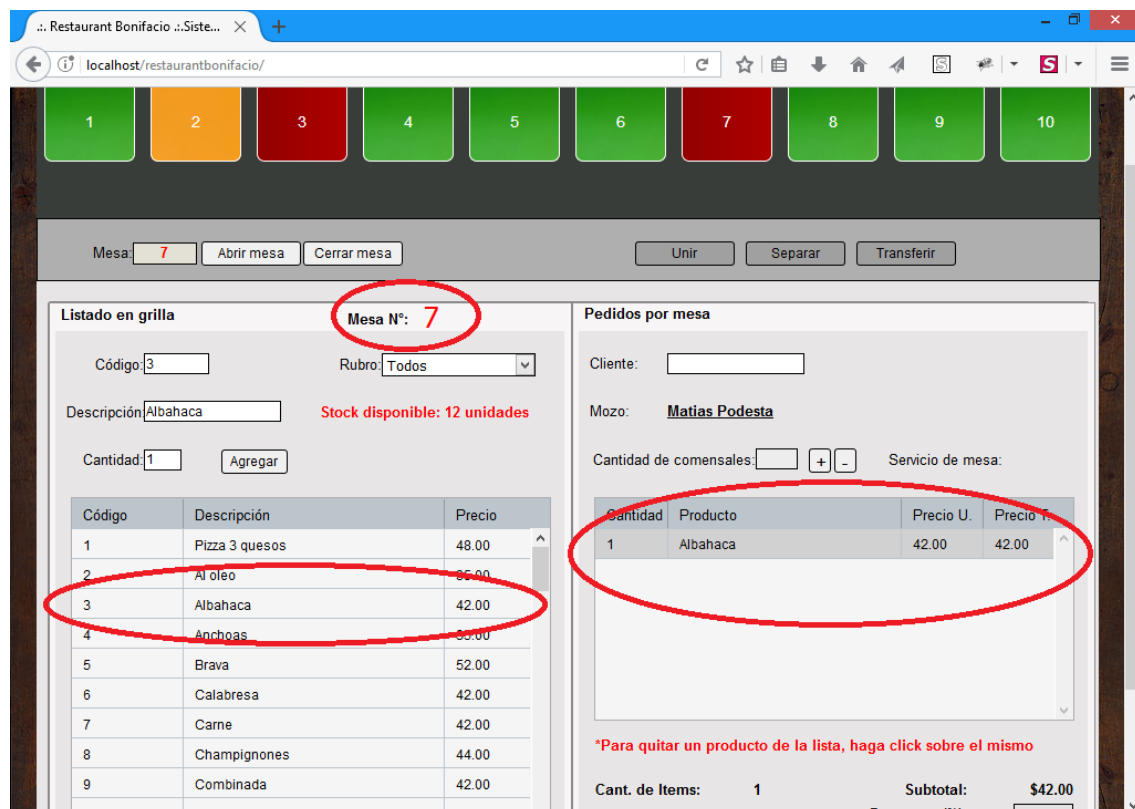 .:. Restaurant Bonifacio .:.Siste...
localhost/restaurantbonifacio/
1 2 3 4 5 6 7 8 9 10
Mesa: 7 Abrir mesa Cerrar mesa Unir Separar Transferir
Listado en grilla Mesa N°: 7
Código: 3 Rubro: Todos
Descripción: Albahaca Stock disponible: 12 unidades
Cantidad: 1 Agregar
Código Descripción Precio
1 Pizza 3 quesos 48.00
2 Al oleo 35.00
3 Albahaca 42.00
4 Anchoas
5 Brava 52.00
6 Calabresa 42.00
7 Carne 42.00
8 Champignones 44.00
9 Combinada 42.00
Pedidos por mesa
Cliente:
Mozo: Matias Podesta
Cantidad de comensales: + - Servicio de mesa:
Cantidad Producto Precio U. Precio T.
1 Albahaca 42.00 42.00
*Para quitar un producto de la lista, haga click sobre el mismo
Cant. de Items: 1 Subtotal: $42.00